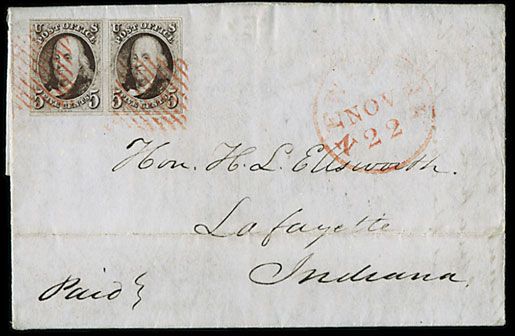 U S U S
POST OFFICE POST OFFICE
5 FIVE CENTS 5 5 FIVE CENTS 5
NOV
22
Hon. H. L. Ellsworth.
Lafayette
Indiana
Paid